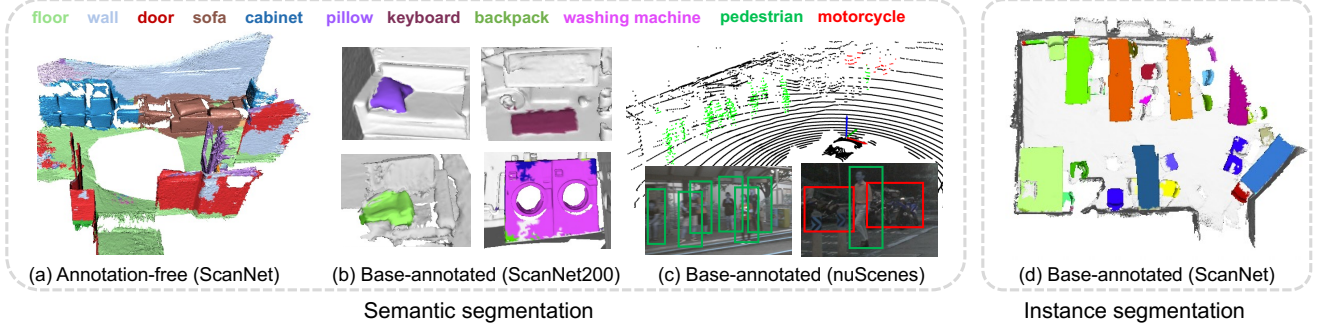 floor wall door sofa cabinet pillow keyboard backpack washing machine pedestrian motorcycle
(a) Annotation-free (ScanNet) (b) Base-annotated (ScanNet200) (c) Base-annotated (nuScenes) (d) Base-annotated (ScanNet)
Semantic segmentation Instance segmentation